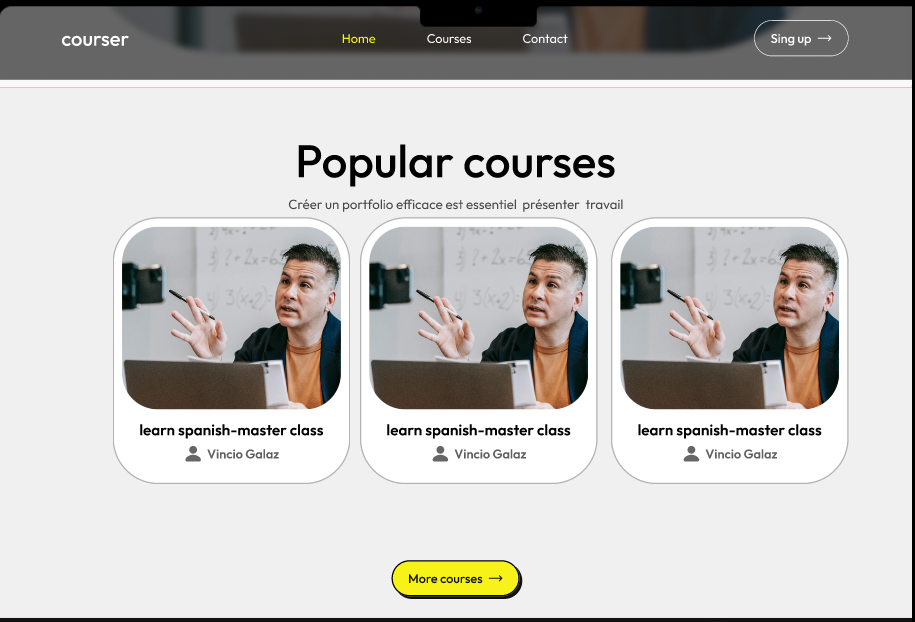 courser
Home Courses Contact
Sing up →
Popular courses
Créer un portfolio efficace est essentiel présenter travail
learn spanish-master class
Vincio Galaz
learn spanish-master class
Vincio Galaz
learn spanish-master class
Vincio Galaz
More courses →